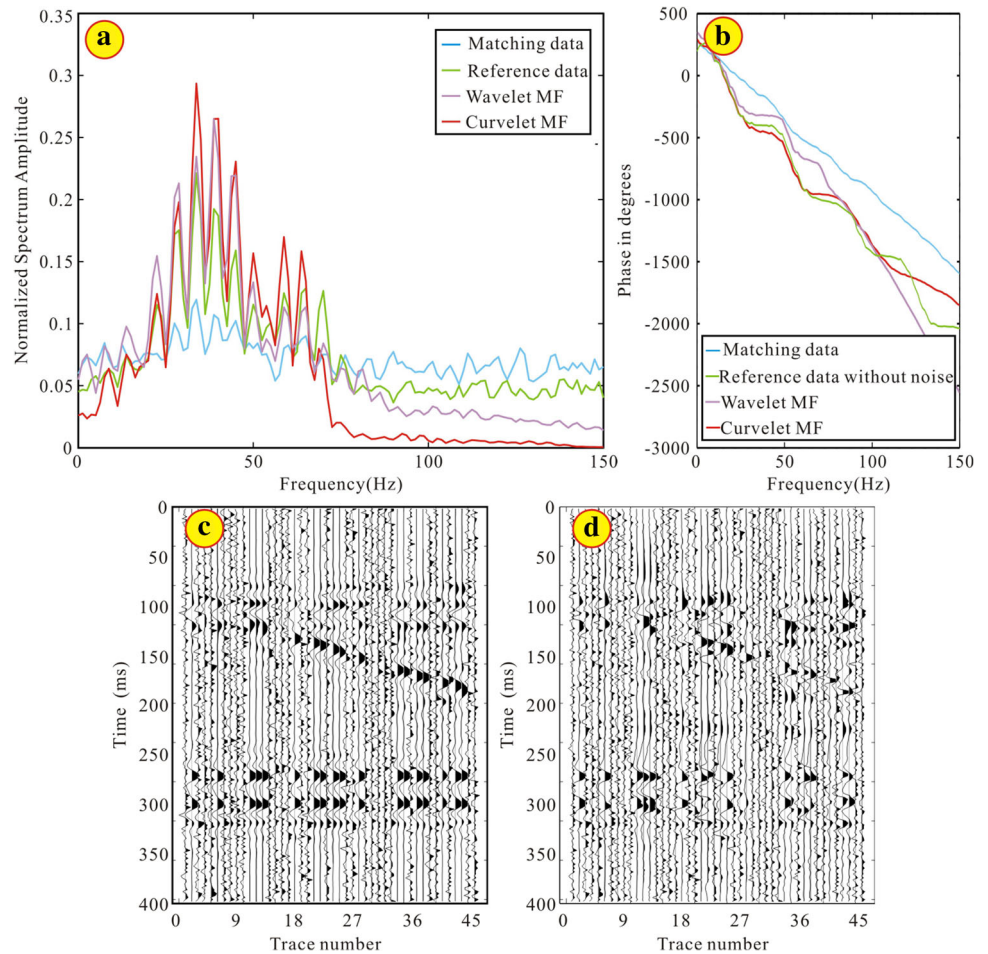 a
0.35
0.3
0.25
0.2
0.15
0.1
0.05
0
Normalized Spectrum Amplitude
Matching data
Reference data
Wavelet MF
Curvelet MF
0 50 100 150
Frequency(Hz)
b
500
0
-500
-1000
-1500
-2000
-2500
-3000
Phase in degrees
Matching data
Reference data without noise
Wavelet MF
Curvelet MF
0 50 100 150
Frequency(Hz)
c
0
50
100
150
200
250
300
350
400
Time (ms)
0 9 18 27 36 45
Trace number
d
0
50
100
150
200
250
300
350
400
Time (ms)
0 9 18 27 36 45
Trace number